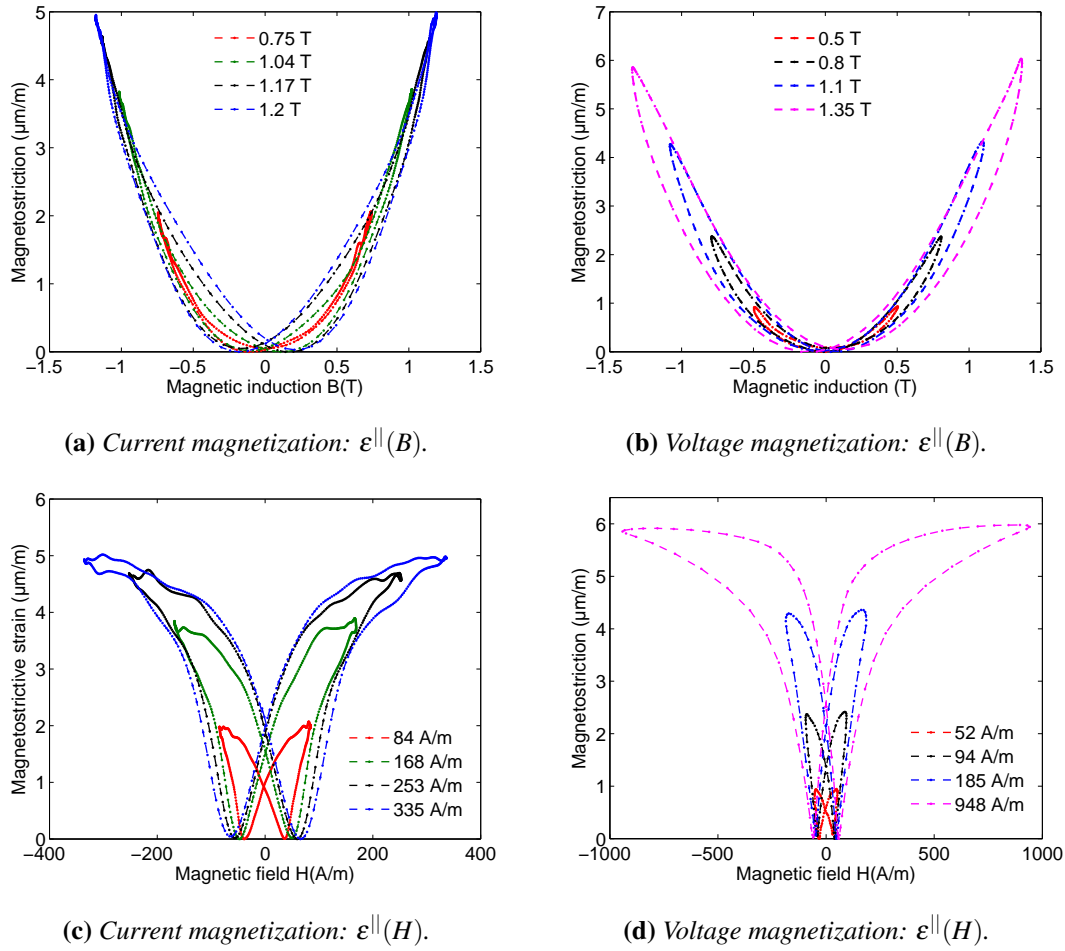 5
4
3
2
1
0
Magnetostriction (μm/m)
0.75 T
1.04 T
1.17 T
1.2 T
−1.5 −1 −0.5 0 0.5 1 1.5
Magnetic induction B(T)
(a) Current magnetization: ε||(B).
7
6
5
4
3
2
1
0
Magnetostriction (μm/m)
0.5 T
0.8 T
1.1 T
1.35 T
−1.5 −1 −0.5 0 0.5 1 1.5
Magnetic induction (T)
(b) Voltage magnetization: ε||(B).
6
5
4
3
2
1
0
Magnetostrictive strain (μm/m)
84 A/m
168 A/m
253 A/m
335 A/m
−400 −200 0 200 400
Magnetic field H(A/m)
(c) Current magnetization: ε||(H).
6
5
4
3
2
1
0
Magnetostriction (μm/m)
52 A/m
94 A/m
185 A/m
948 A/m
−1000 −500 0 500 1000
Magnetic field H(A/m)
(d) Voltage magnetization: ε||(H).